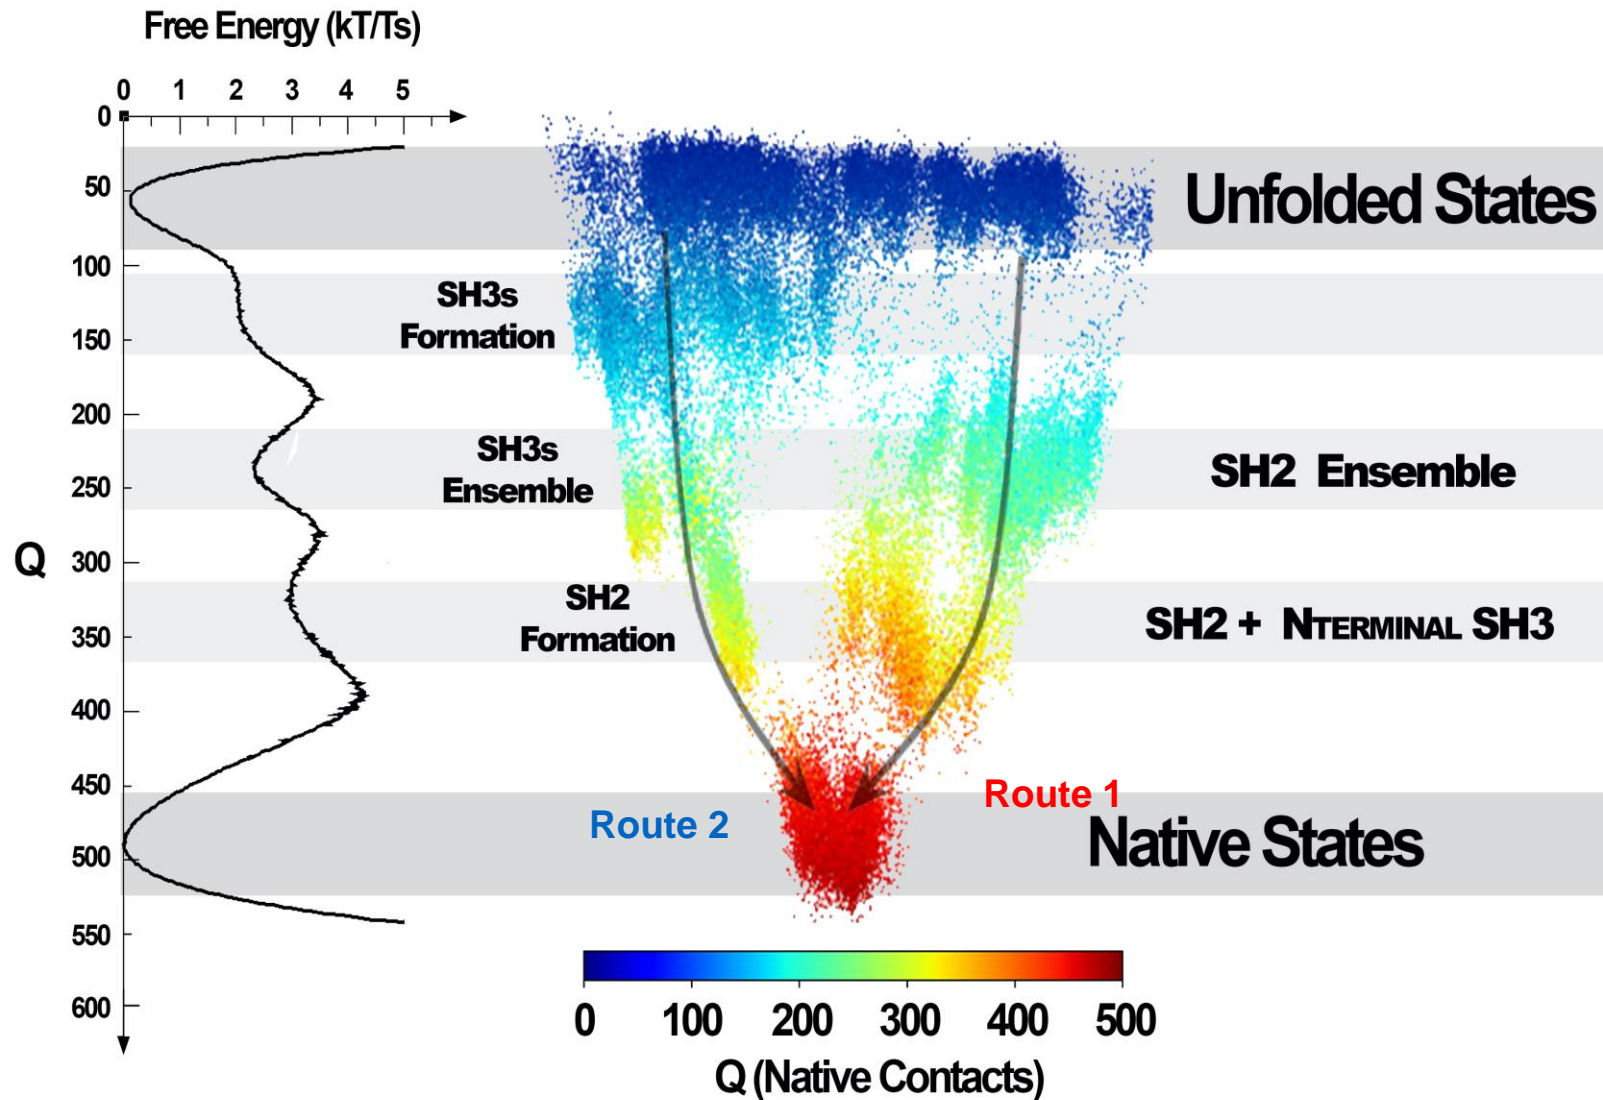 Free Energy (kT/Ts)
0 1 2 3 4 5
0
50
100
150
200
250
300
350
400
450
500
550
600
Q
Unfolded States
SH3s
Formation
SH3s
Ensemble
SH2 Ensemble
SH2
Formation
SH2 + NTERMINAL SH3
Route 2
Route 1
Native States
0 100 200 300 400 500
Q (Native Contacts)